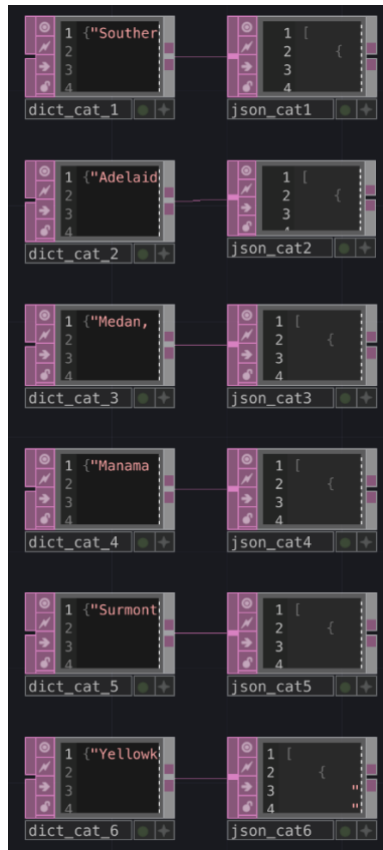 1 {"Souther
2
3
4
dict_cat_1
1 [
2 {
3
4
json_cat1
1 {"Adelaid
2
3
4
dict_cat_2
1 [
2 {
3
4
json_cat2
1 {"Medan,
2
3
4
dict_cat_3
1 [
2 {
3
4
json_cat3
1 {"Manama
2
3
4
dict_cat_4
1 [
2 {
3
4
json_cat4
1 {"Surmont
2
3
4
dict_cat_5
1 [
2 {
3
4
json_cat5
1 {"Yellowk
2
3
4
dict_cat_6
1 [
2 {
3 "
4 "
json_cat6